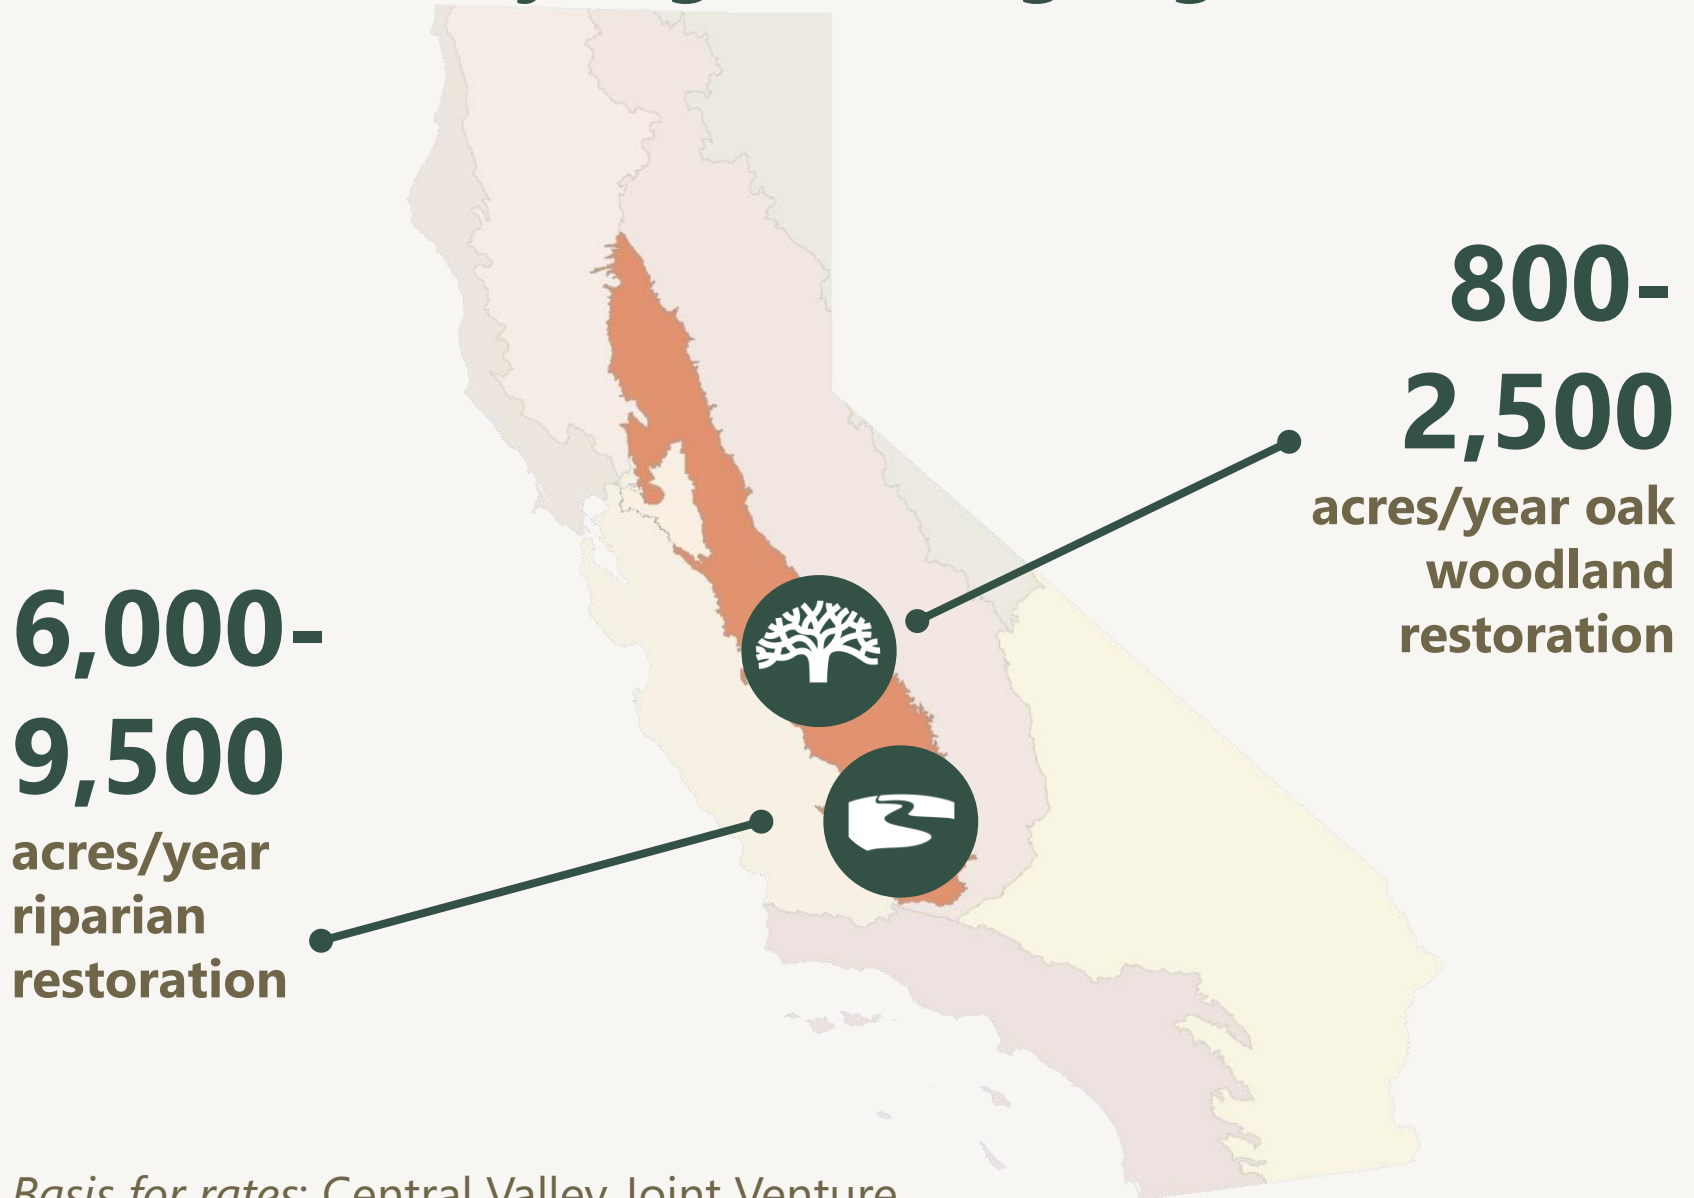 800-
2,500
acres/year oak
woodland
restoration
6,000-
9,500
acres/year
riparian
restoration
Basis for rates: Central Valley Joint Venture